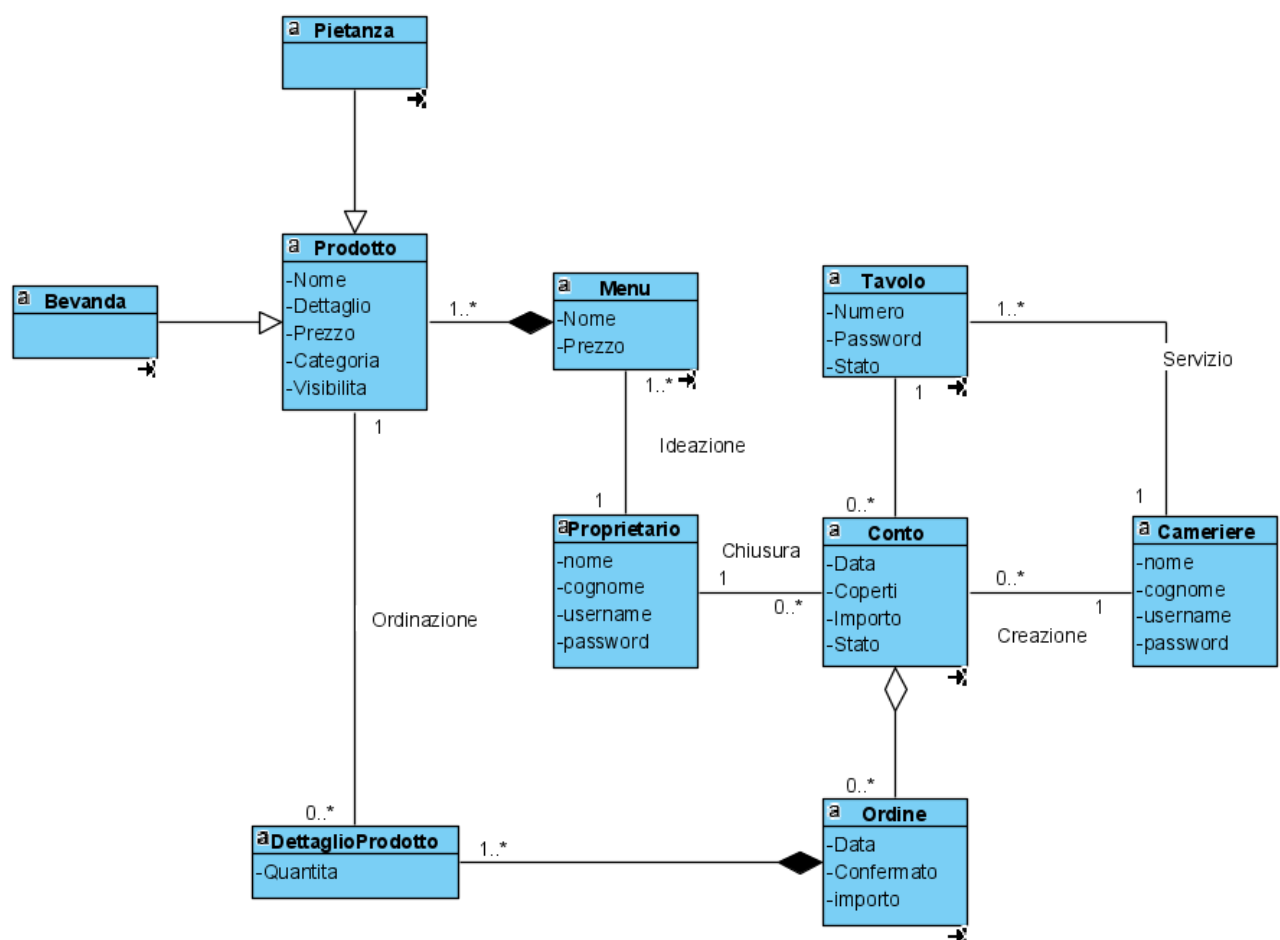 a Pietanza
a Prodotto
-Nome
-Dettaglio
-Prezzo
-Categoria
-Visibilita
a Bevanda
1..*
a Menu
-Nome
-Prezzo
1..*
a Tavolo
-Numero
-Password
-Stato
1..*
Servizio
1
1
Ideazione
1
0..*
1
a Proprietario
-nome
-cognome
-username
-password
Chiusura
1
0..*
a Conto
-Data
-Coperti
-Importo
-Stato
0..*
1
Creazione
a Cameriere
-nome
-cognome
-username
-password
Ordinazione
0..*
0..*
a DettaglioProdotto
-Quantita
1..*
a Ordine
-Data
-Confermato
-importo